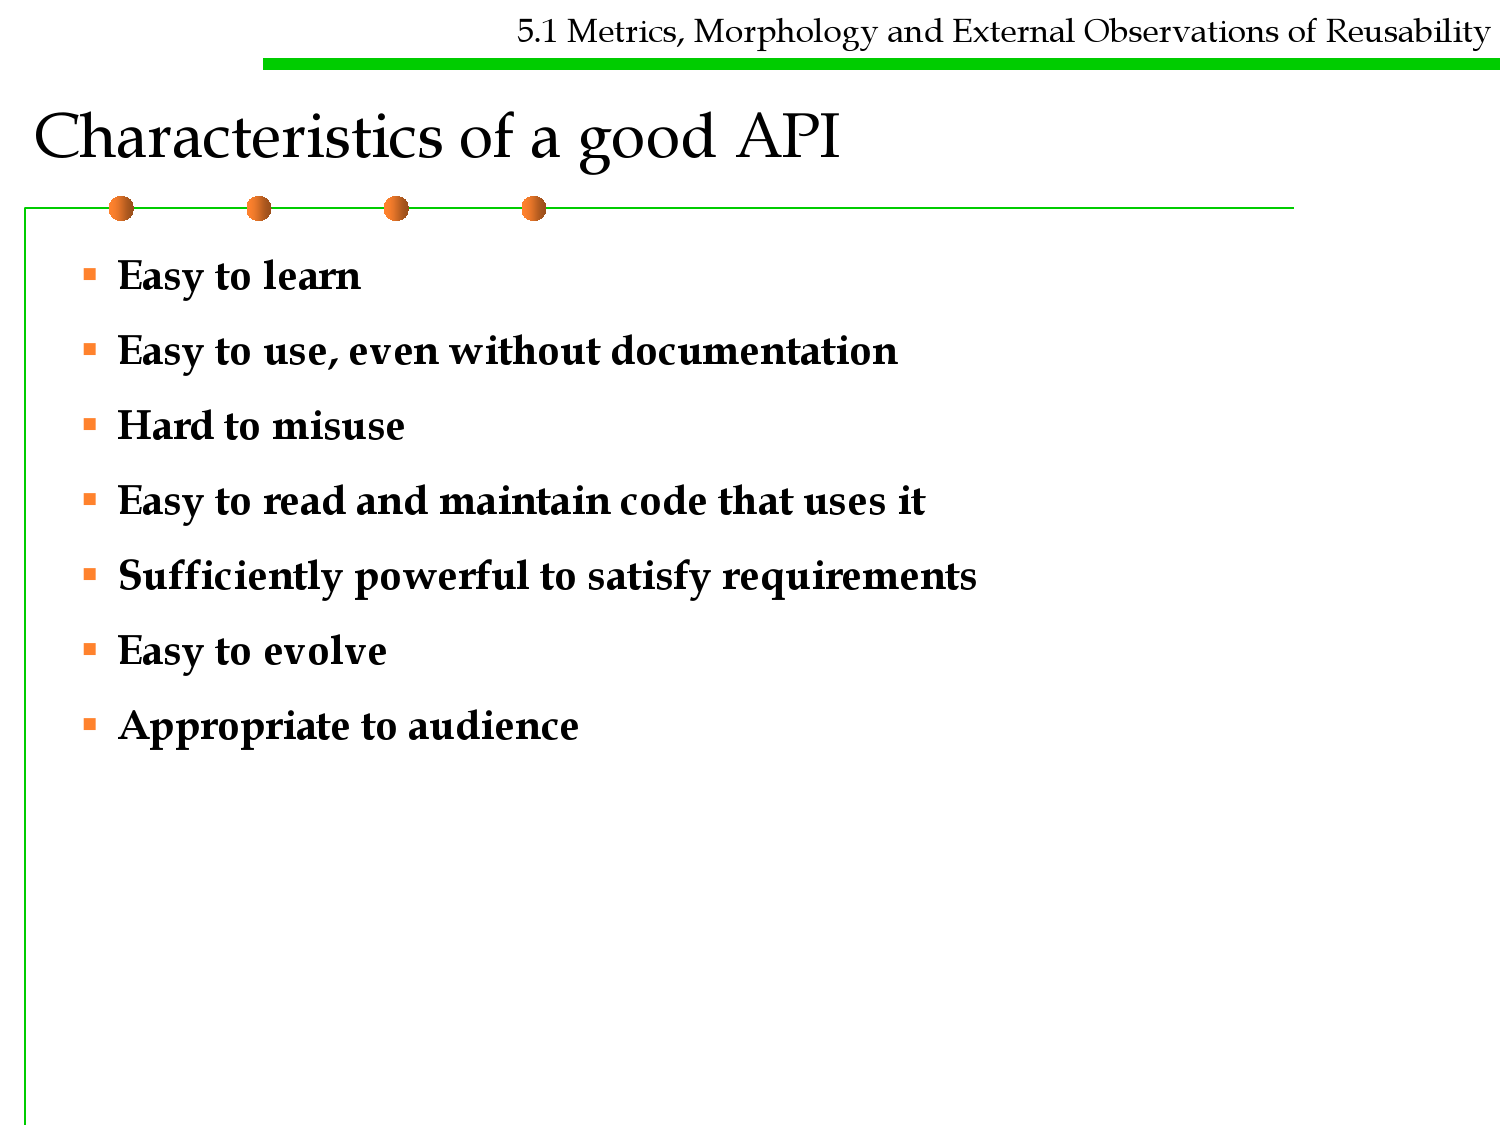 5.1 Metrics, Morphology and External Observations of Reusability
Characteristics of a good API
Easy to learn
Easy to use, even without documentation
Hard to misuse
Easy to read and maintain code that uses it
Sufficiently powerful to satisfy requirements
Easy to evolve
Appropriate to audience